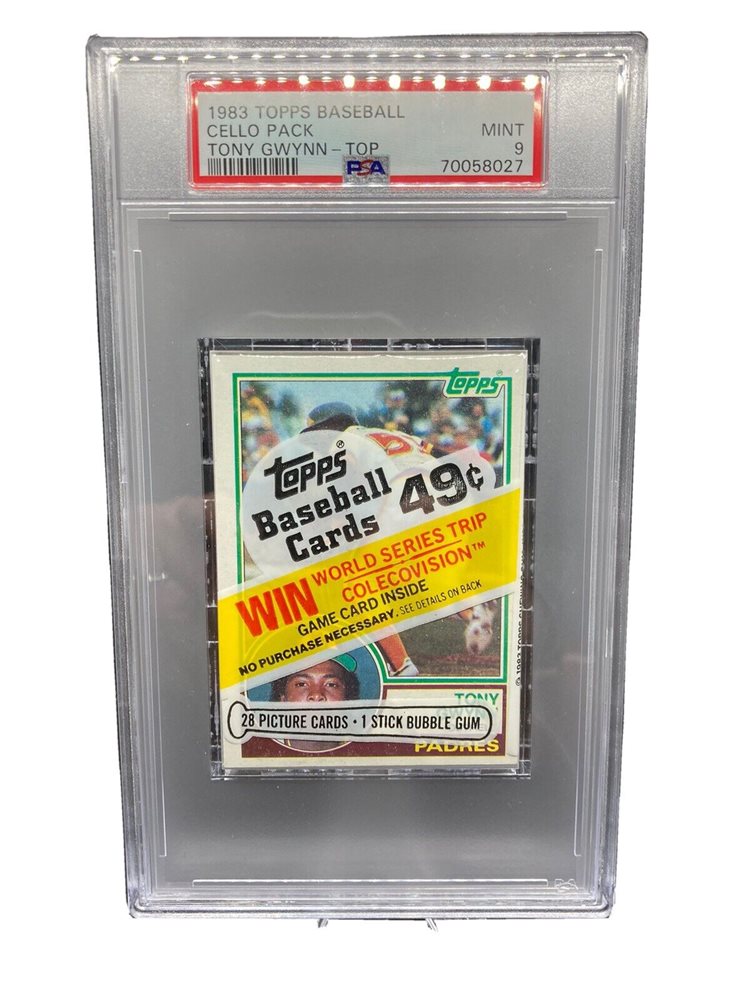 1983 TOPPS BASEBALL
CELLO PACK MINT
TONY GWYNN – TOP 9
PSA 70058027
TOPPS®
TOPPS®
Baseball
Cards 49¢
WIN WORLD SERIES TRIP
COLECOVISION™
GAME CARD INSIDE
NO PURCHASE NECESSARY. SEE DETAILS ON BACK
TONY
GWYNN
28 PICTURE CARDS • 1 STICK BUBBLE GUM
PADRES